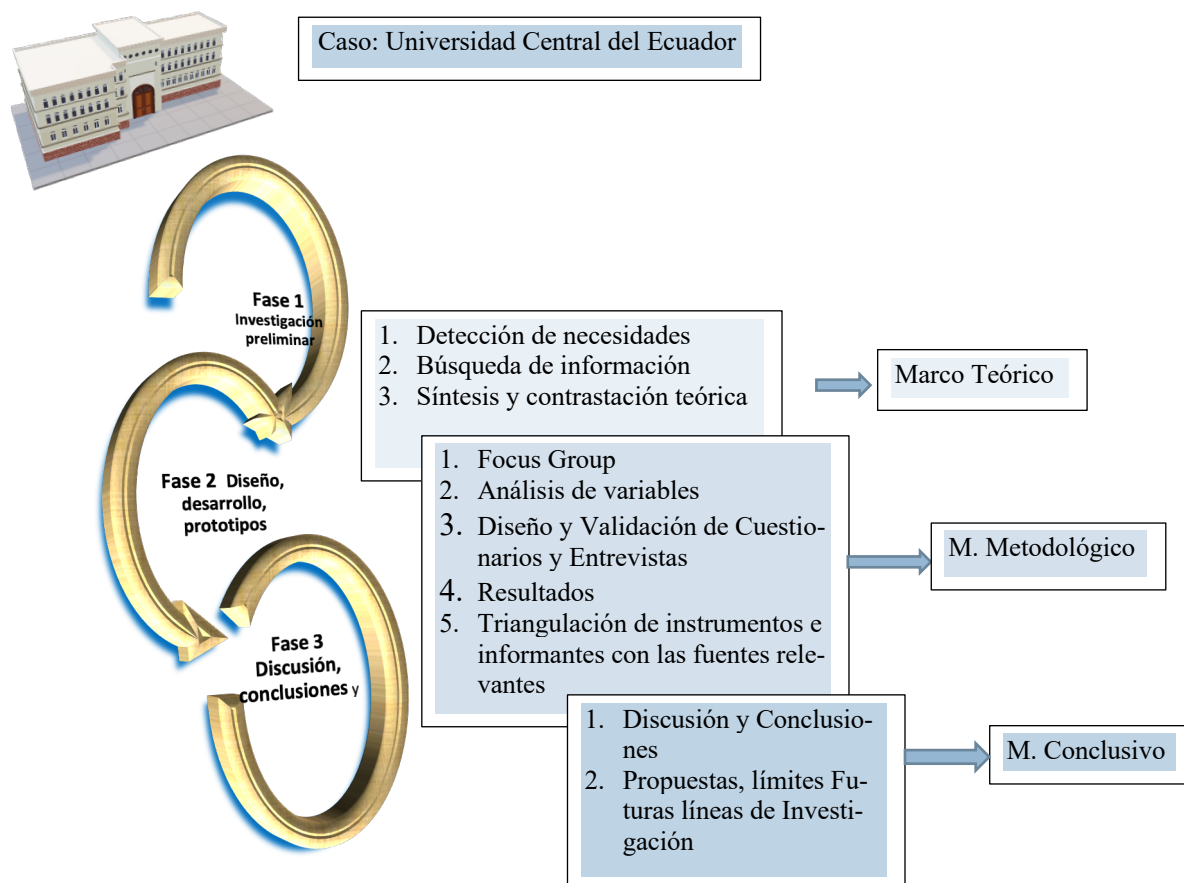 Caso: Universidad Central del Ecuador
Fase 1
Investigación
preliminar
1. Detección de necesidades
2. Búsqueda de información
3. Síntesis y contrastación teórica
Marco Teórico
Fase 2 Diseño,
desarrollo,
prototipos
1. Focus Group
2. Análisis de variables
3. Diseño y Validación de Cuestio-
narios y Entrevistas
4. Resultados
5. Triangulación de instrumentos e
informantes con las fuentes rele-
vantes
M. Metodológico
Fase 3
Discusión,
conclusiones y
1. Discusión y Conclusio-
nes
2. Propuestas, límites Fu-
turas líneas de Investi-
gación
M. Conclusivo